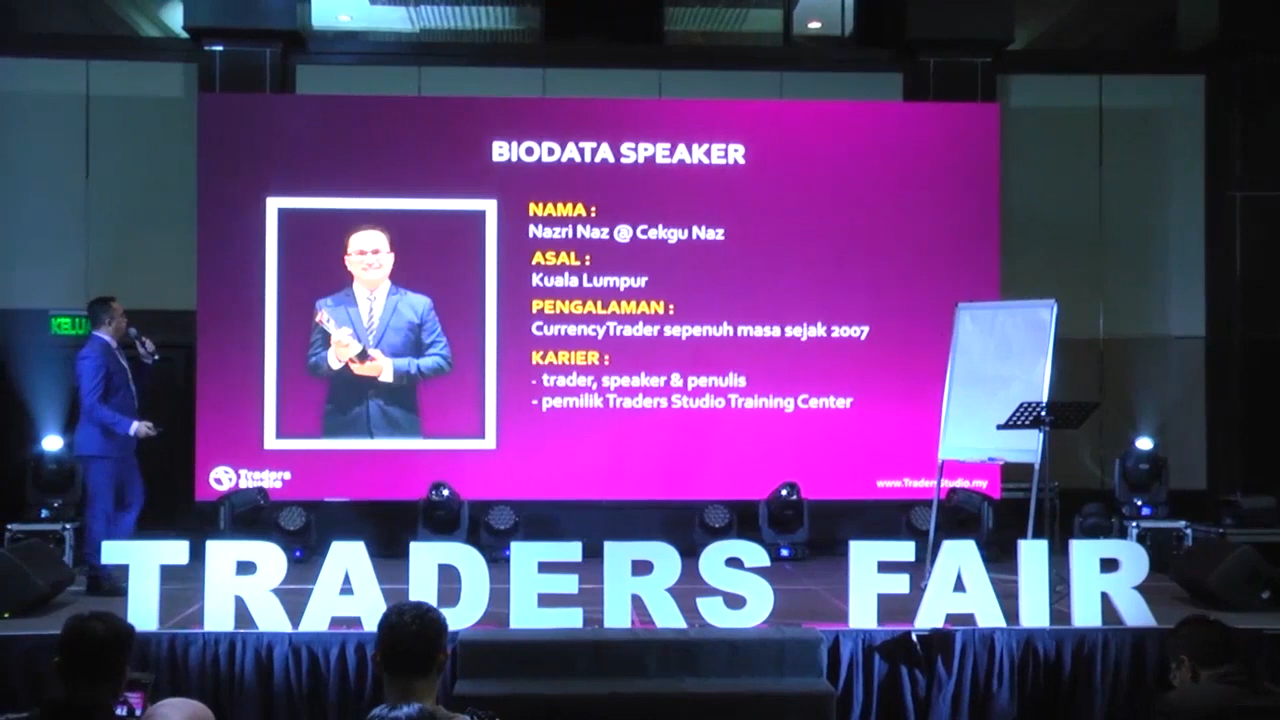 BIODATA SPEAKER
NAMA :
Nazri Naz @ Cekgu Naz
ASAL :
Kuala Lumpur
PENGALAMAN :
CurrencyTrader sepenuh masa sejak 2007
KARIER :
- trader, speaker & penulis
- pemilik Traders Studio Training Center
KELUA
Traders
Studio
www.TradersStudio.my
TRADERS FAIR